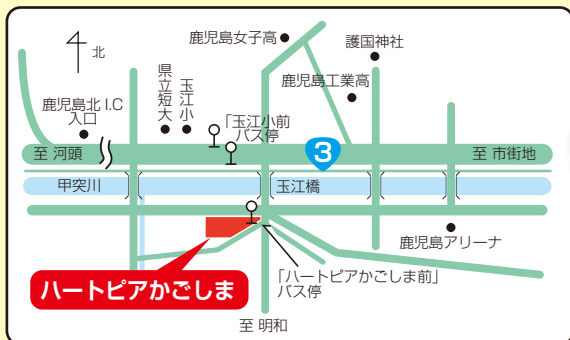 鹿児島女子高
護国神社
北
県立短大
玉江小
鹿児島工業高
鹿児島北I.C
入口
「玉江小前
バス停
至 河頭
3
至 市街地
甲突川
玉江橋
鹿児島アリーナ
ハートピアかごしま
「ハートピアかごしま前」
バス停
至 明和